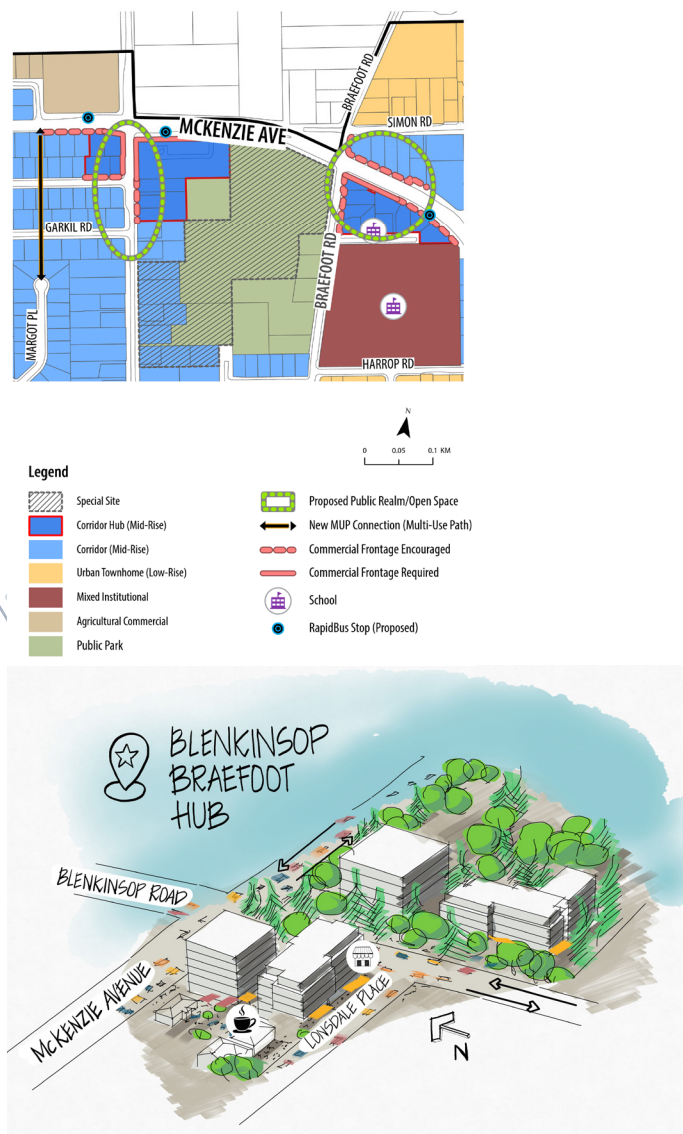 BRAEFOOT RD
SIMON RD
MCKENZIE AVE
GARKIL RD
BRAEFOOT RD
MARGOT PL
HARROP RD
N
0 0.05 0.1 KM
Legend
Special Site
Corridor Hub (Mid-Rise)
Corridor (Mid-Rise)
Urban Townhome (Low-Rise)
Mixed Institutional
Agricultural Commercial
Public Park
Proposed Public Realm/Open Space
New MUP Connection (Multi-Use Path)
Commercial Frontage Encouraged
Commercial Frontage Required
School
RapidBus Stop (Proposed)
BLENKINSOP
BRAEFOOT
HUB
BLENKINSOP ROAD
MCKENZIE AVENUE
LONSDALE PLACE
N